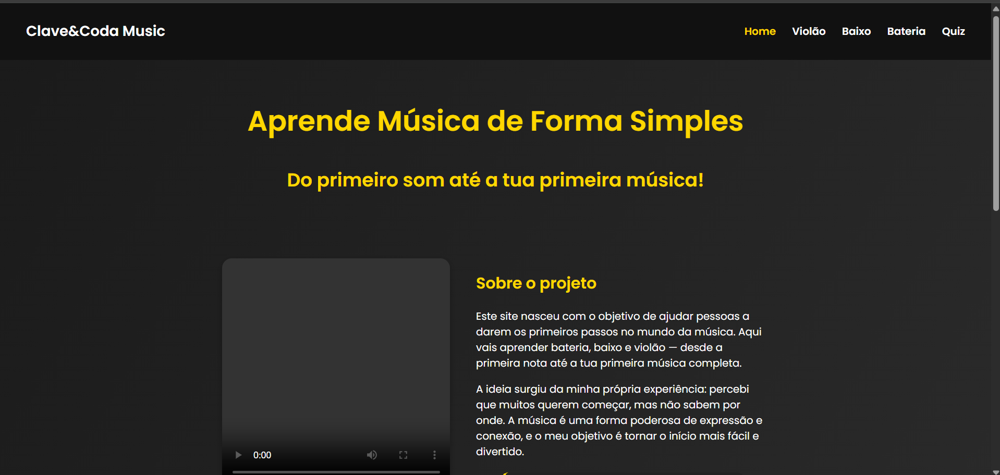 Clave&Coda Music
Home Violão Baixo Bateria Quiz
Aprende Música de Forma Simples
Do primeiro som até a tua primeira música!
Sobre o projeto
Este site nasceu com o objetivo de ajudar pessoas a
darem os primeiros passos no mundo da música. Aqui
vais aprender bateria, baixo e violão — desde a
primeira nota até a tua primeira música completa.
A ideia surgiu da minha própria experiência: percebi
que muitos querem começar, mas não sabem por
onde. A música é uma forma poderosa de expressão e
conexão, e o meu objetivo é tornar o início mais fácil e
divertido.
0:00